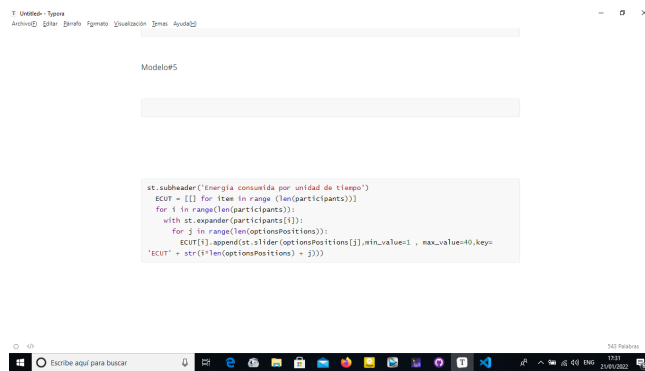 Untitled• - Typora
Archivo(F) Editar Párrafo Formato Visualización Temas Ayuda(H)
Modelo#5
st.subheader('Energía consumida por unidad de tiempo')
ECUT = [[] for item in range (len(participants))]
for i in range(len(participants)):
with st.expander(participants[i]):
for j in range(len(optionsPositions)):
ECUT[i].append(st.slider(optionsPositions[j],min_value=1 , max_value=40,key=
'ECUT' + str(i*len(optionsPositions) + j)))
543 Palabras
Escribe aquí para buscar
ENG
17:31
21/01/2022